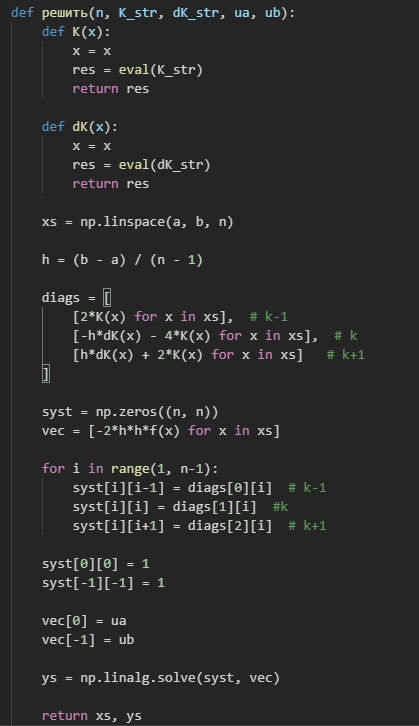 def решить(n, K_str, dK_str, ua, ub):
    def K(x):
        x = x
        res = eval(K_str)
        return res

    def dK(x):
        x = x
        res = eval(dK_str)
        return res

    xs = np.linspace(a, b, n)

    h = (b - a) / (n - 1)

    diags = [
        [2*K(x) for x in xs],  # k-1
        [-h*dK(x) - 4*K(x) for x in xs],  # k
        [h*dK(x) + 2*K(x) for x in xs]   # k+1
    ]

    syst = np.zeros((n, n))
    vec = [-2*h*h*f(x) for x in xs]

    for i in range(1, n-1):
        syst[i][i-1] = diags[0][i]  # k-1
        syst[i][i] = diags[1][i]  #k
        syst[i][i+1] = diags[2][i]  # k+1

    syst[0][0] = 1
    syst[-1][-1] = 1

    vec[0] = ua
    vec[-1] = ub

    ys = np.linalg.solve(syst, vec)

    return xs, ys